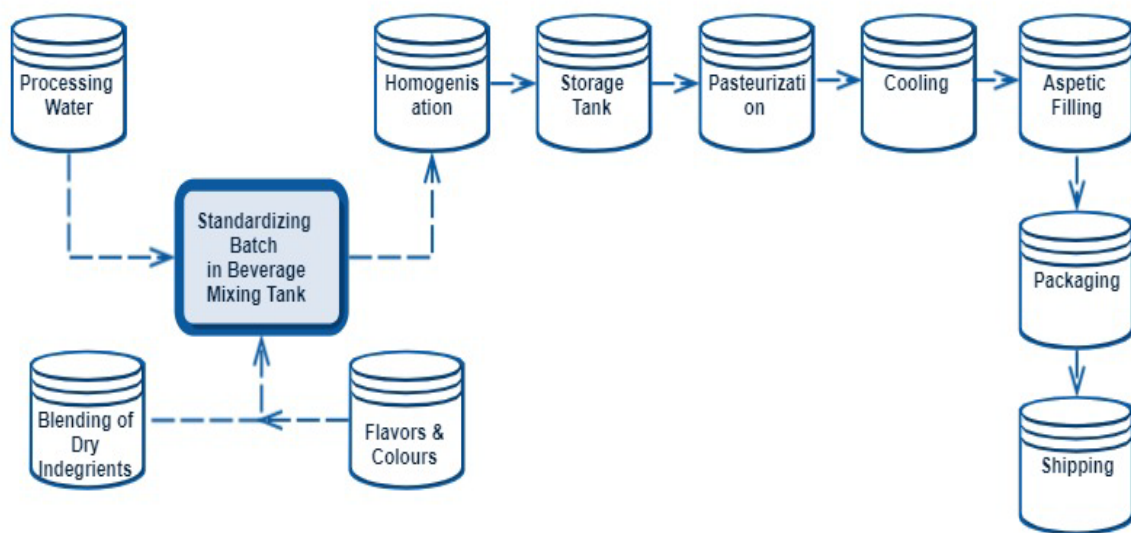 Processing
Water
Homogenis
ation
Storage
Tank
Pasteurizati
on
Cooling
Aspetic
Filling
Standardizing
Batch
in Beverage
Mixing Tank
Packaging
Blending of
Dry
Indegrients
Flavors &
Colours
Shipping